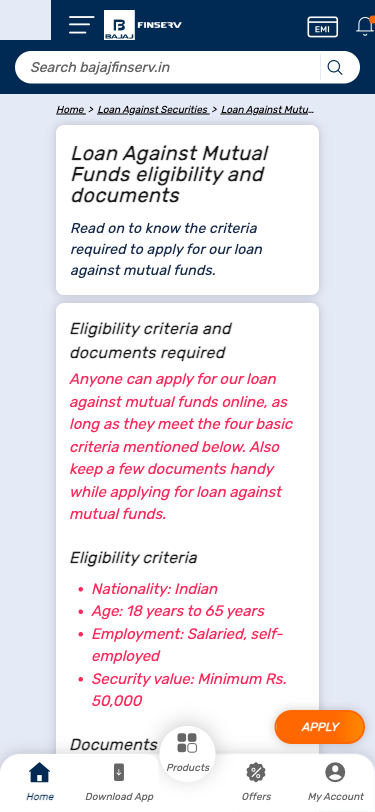 BAJAJ FINSERV
EMI
Search bajajfinserv.in
Home > Loan Against Securities > Loan Against Mutu...
Loan Against Mutual
Funds eligibility and
documents
Read on to know the criteria
required to apply for our loan
against mutual funds.
Eligibility criteria and
documents required
Anyone can apply for our loan
against mutual funds online, as
long as they meet the four basic
criteria mentioned below. Also
keep a few documents handy
while applying for loan against
mutual funds.
Eligibility criteria
• Nationality: Indian
• Age: 18 years to 65 years
• Employment: Salaried, self-
employed
• Security value: Minimum Rs.
50,000
APPLY
Documents
Home
Download App
Products
Offers
My Account